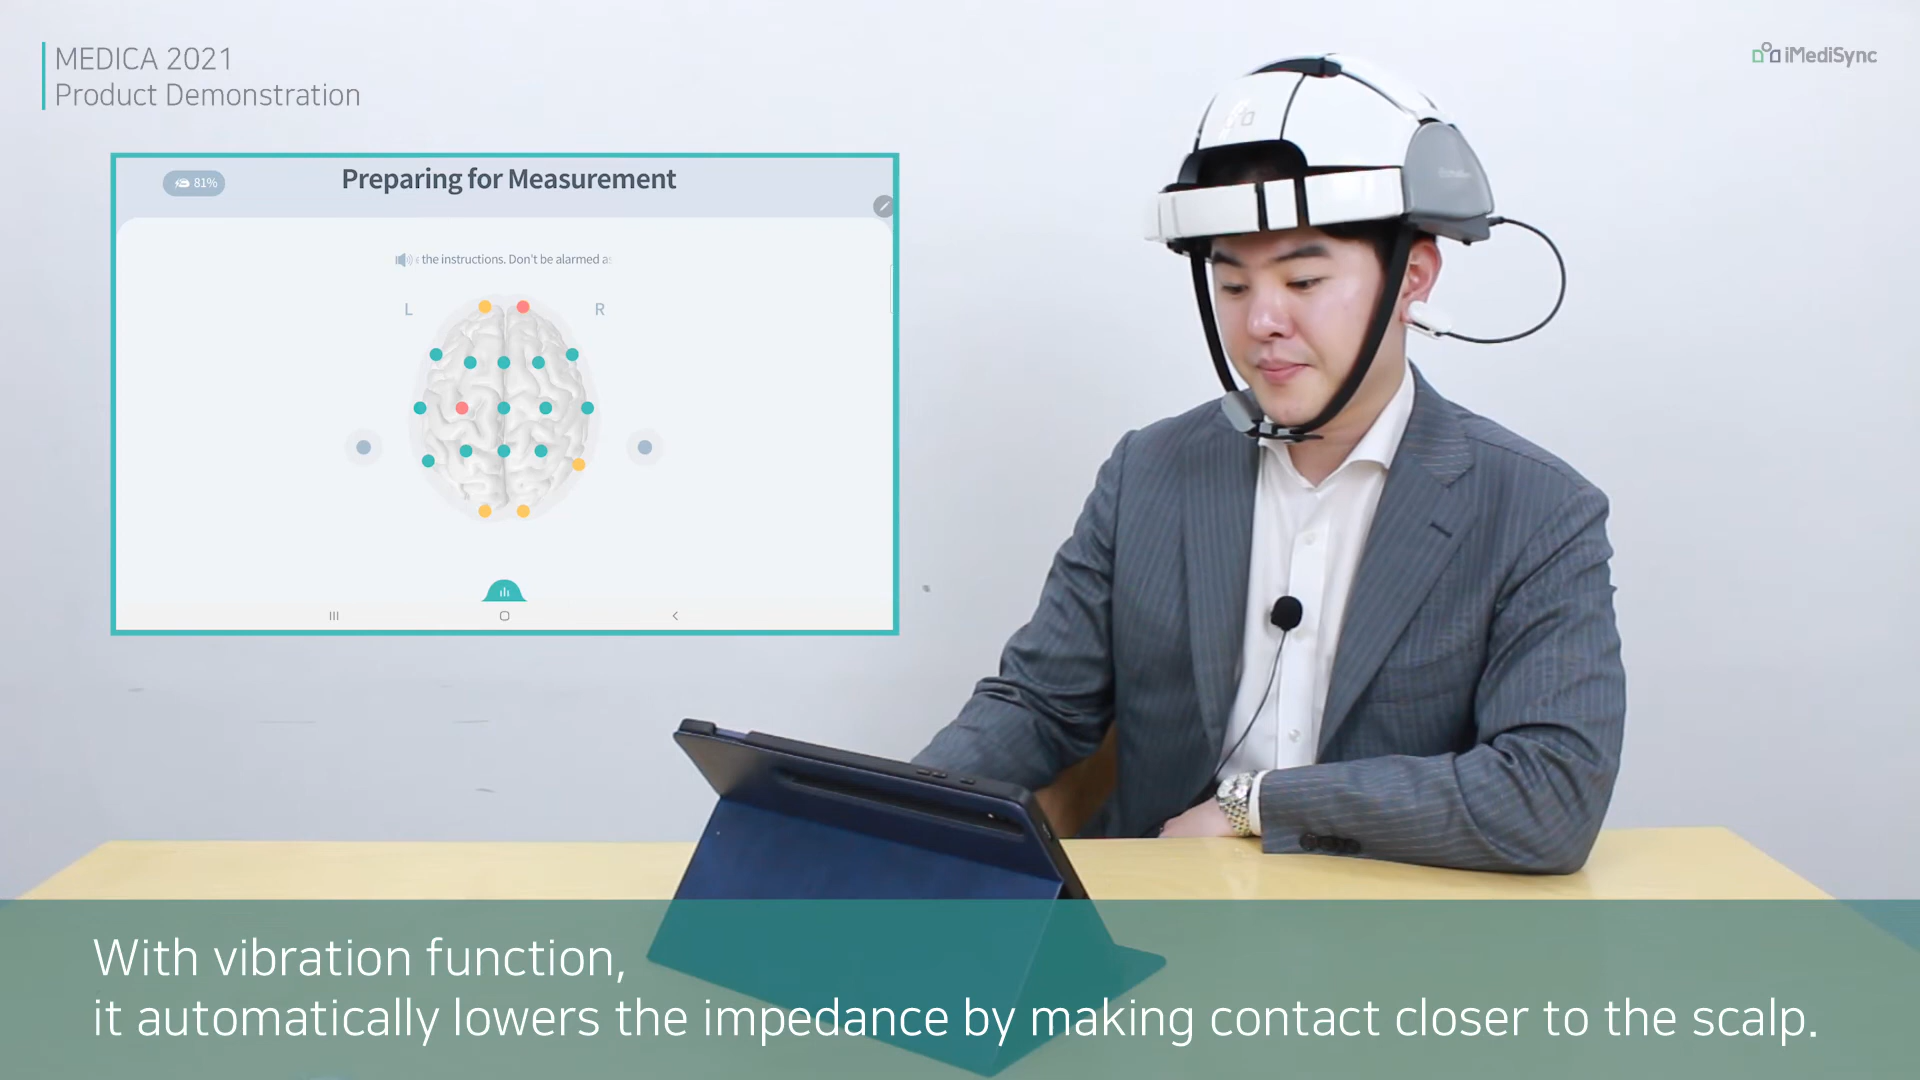 MEDICA 2021
Product Demonstration
iMediSync
81%
Preparing for Measurement
the instructions. Don't be alarmed a
L
R
With vibration function,
it automatically lowers the impedance by making contact closer to the scalp.